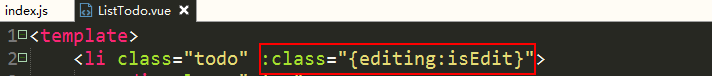 index.js ListTodo.vue
1 <template>
2 <li class="todo" :class="{editing:isEdit}">